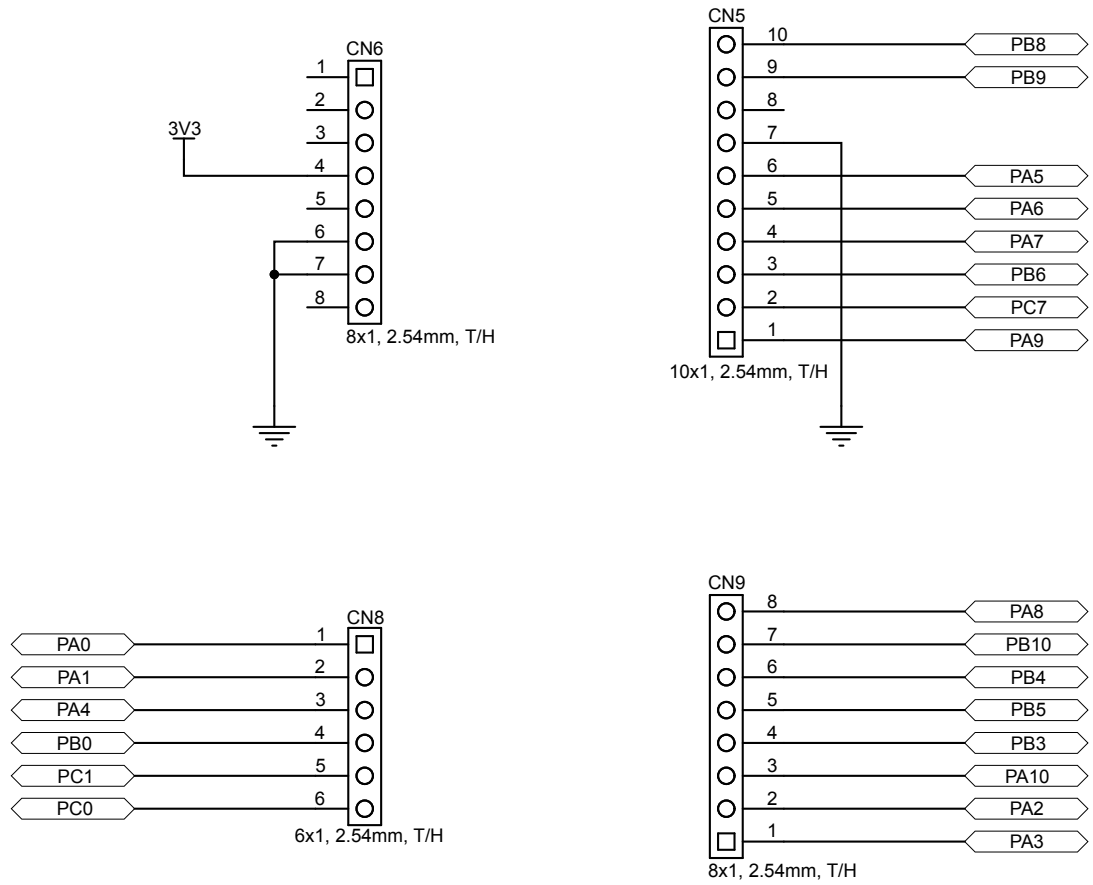 CN6
1
2
3
3V3
4
5
6
7
8
8x1, 2.54mm, T/H
CN5
10 PB8
9 PB9
8
7
6 PA5
5 PA6
4 PA7
3 PB6
2 PC7
1 PA9
10x1, 2.54mm, T/H
CN8
PA0 1
PA1 2
PA4 3
PB0 4
PC1 5
PC0 6
6x1, 2.54mm, T/H
CN9
8 PA8
7 PB10
6 PB4
5 PB5
4 PB3
3 PA10
2 PA2
1 PA3
8x1, 2.54mm, T/H